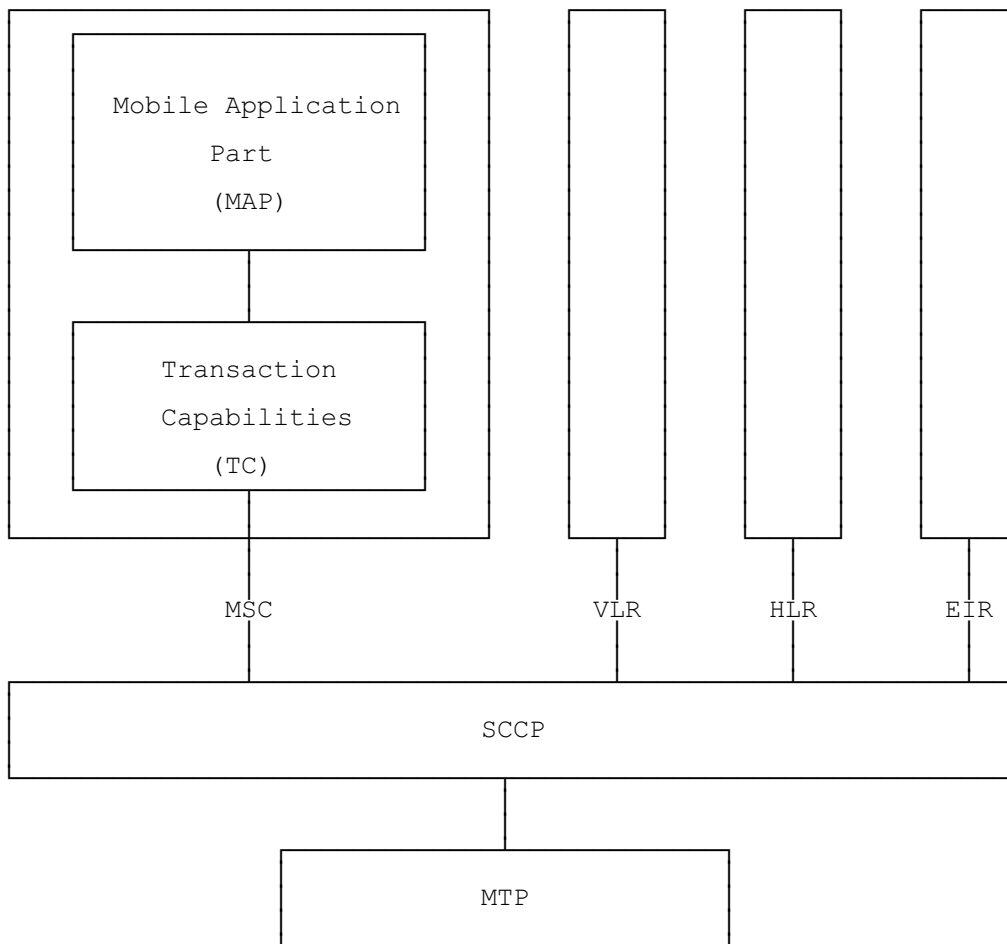 Mobile Application
Part
(MAP)
Transaction
Capabilities
(TC)
MSC VLR HLR EIR
SCCP
MTP